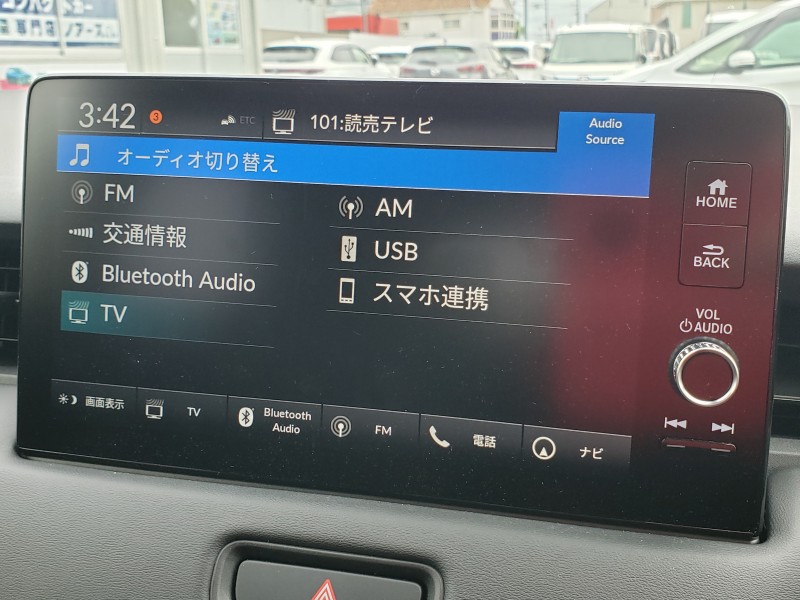 3:42
3
ETC
101:読売テレビ
Audio
Source
オーディオ切り替え
FM
AM
交通情報
USB
Bluetooth Audio
スマホ連携
TV
HOME
BACK
VOL
AUDIO
画面表示
TV
Bluetooth
Audio
FM
電話
ナビ